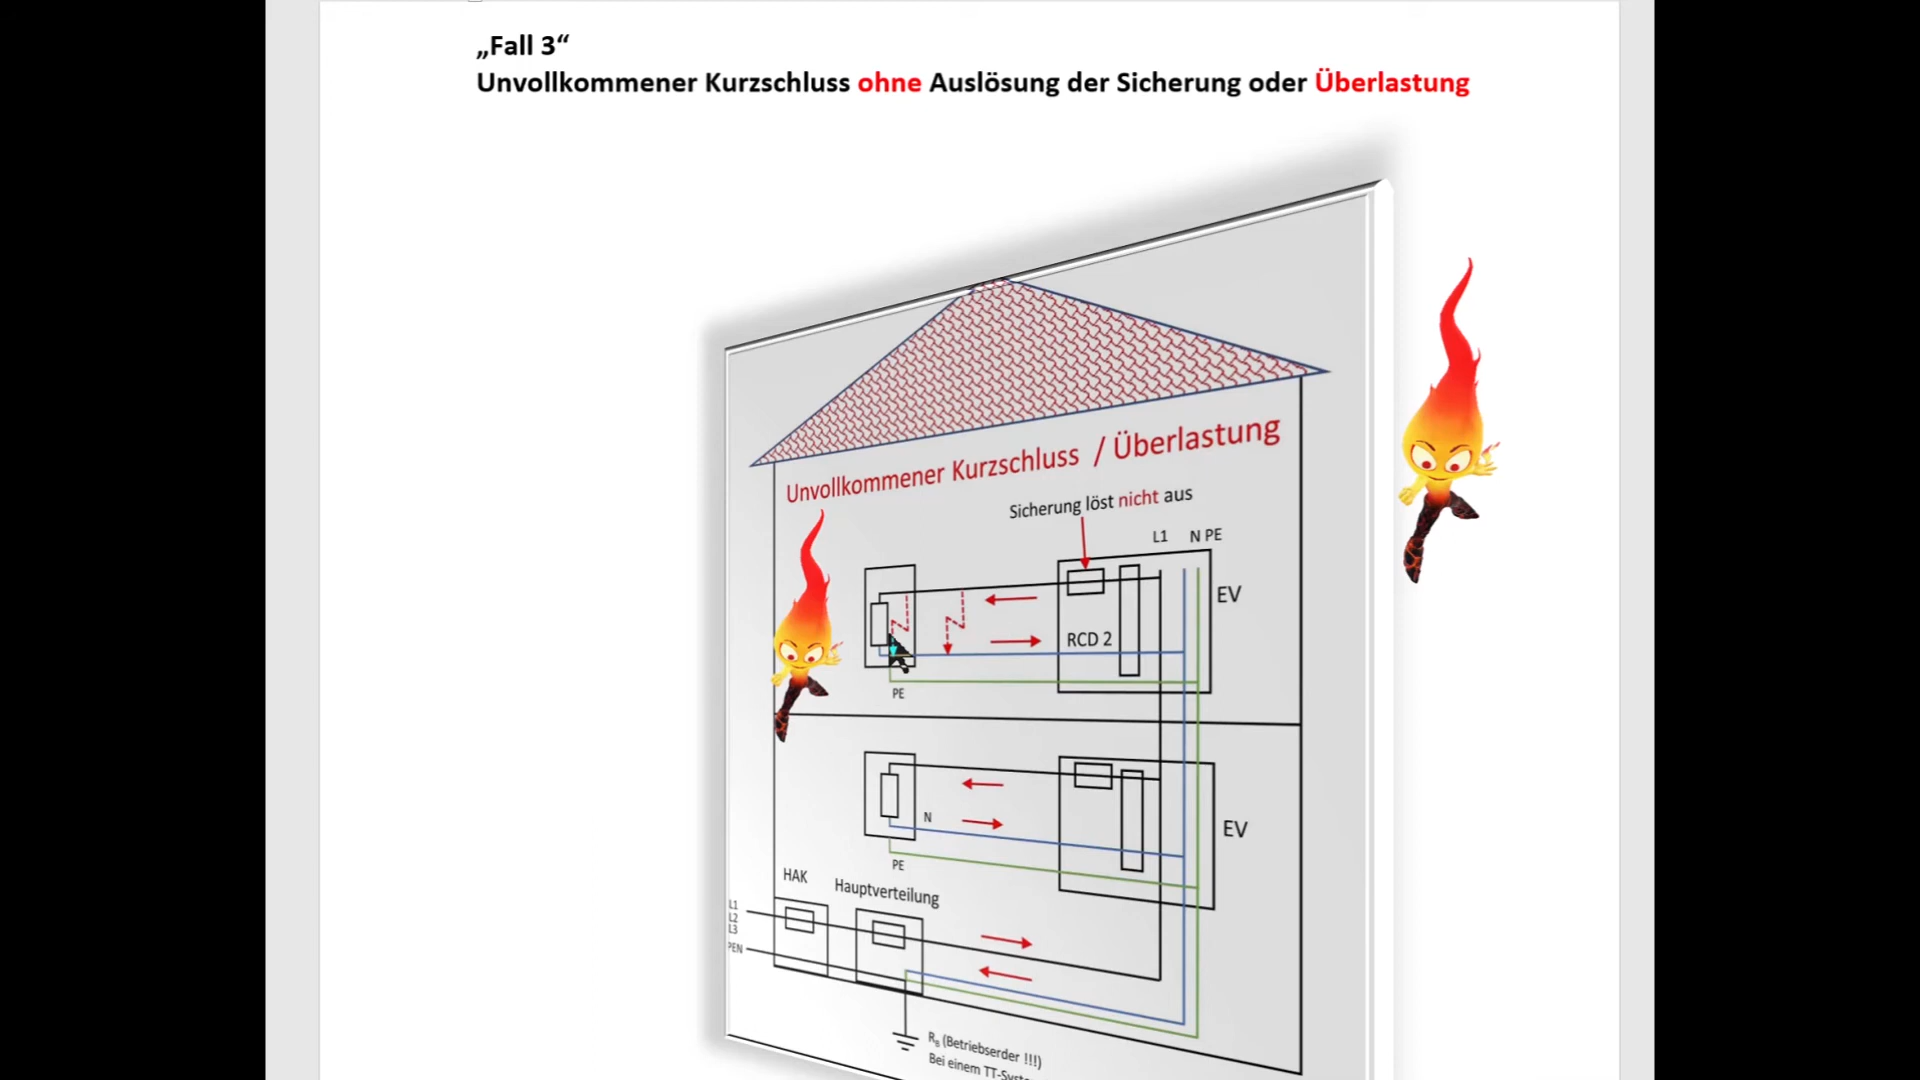 „Fall 3“
Unvollkommener Kurzschluss ohne Auslösung der Sicherung oder Überlastung
Unvollkommener Kurzschluss / Überlastung
Sicherung löst nicht aus
L1 N PE
EV
RCD 2
PE
EV
N
PE
HAK
Hauptverteilung
L1
L2
L3
PEN
RB (Betriebserder !!!)
Bei einem